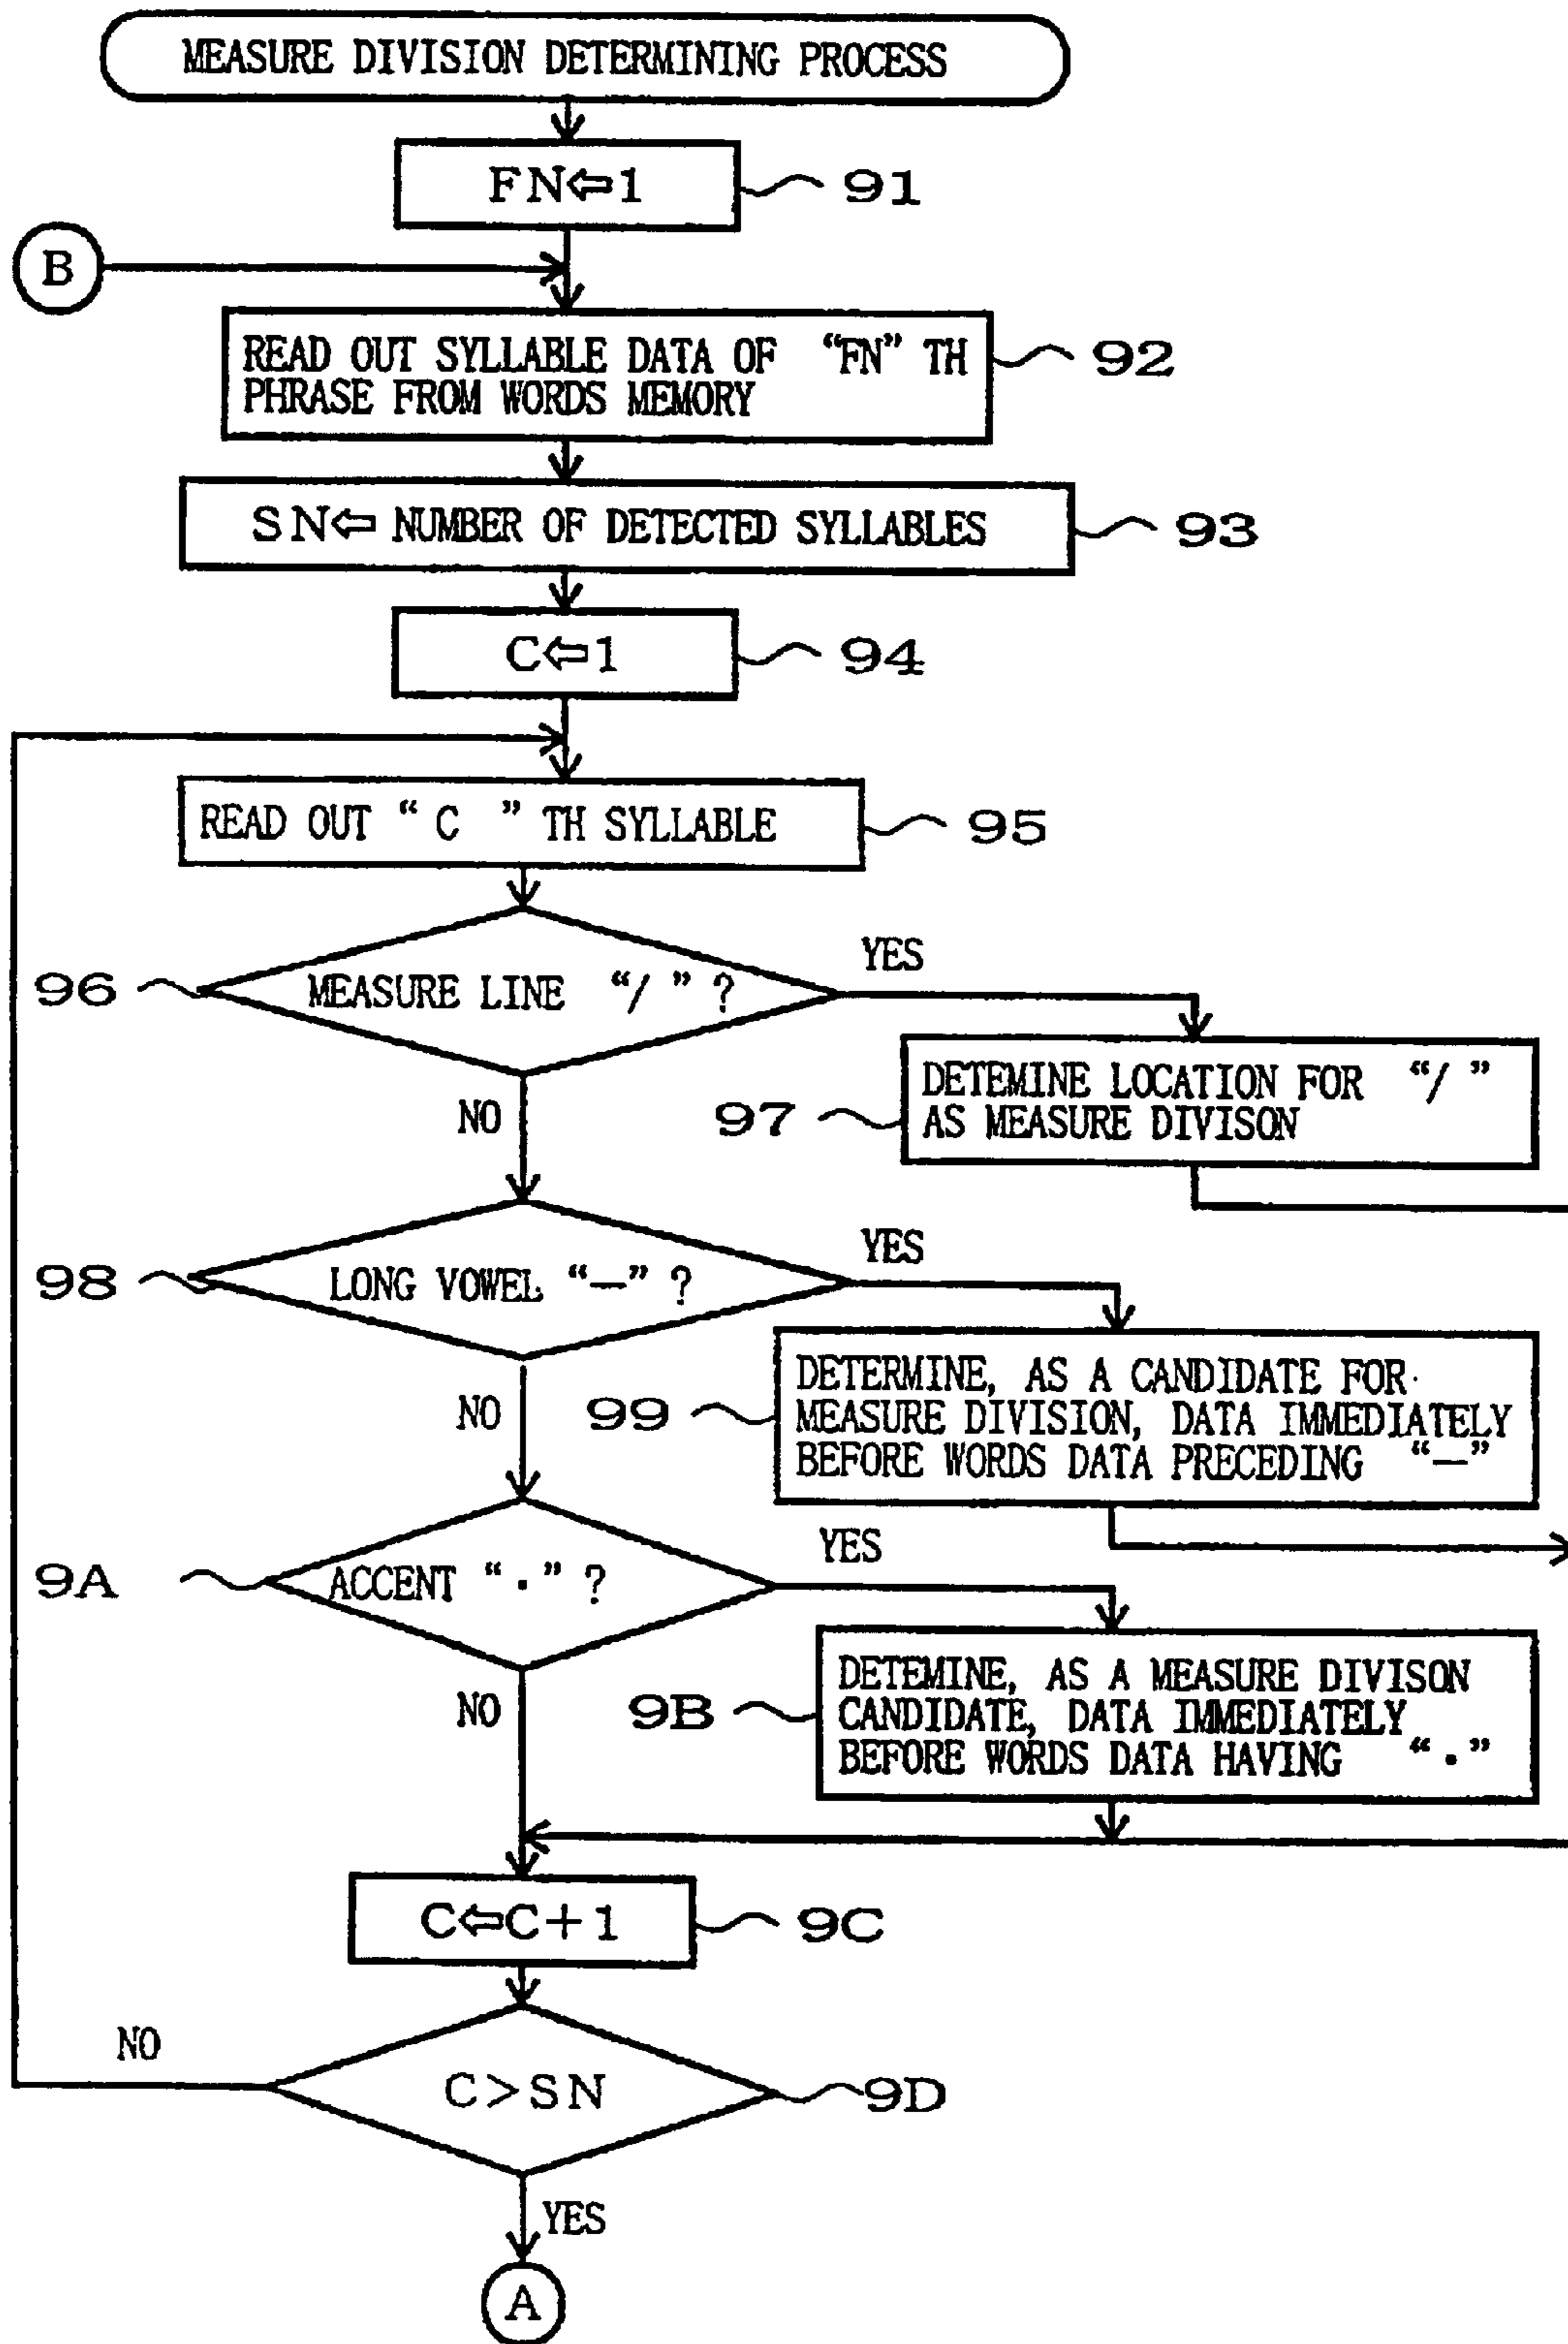 MEASURE DIVISION DETERMINING PROCESS
FN⇦1
91
B
READ OUT SYLLABLE DATA OF “FN” TH
PHRASE FROM WORDS MEMORY
92
SN⇦ NUMBER OF DETECTED SYLLABLES
93
C⇦1
94
READ OUT “ C ” TH SYLLABLE
95
96
MEASURE LINE “/ ” ?
YES
NO
97
DETEMINE LOCATION FOR “/ ”
AS MEASURE DIVISON
98
LONG VOWEL “—” ?
YES
NO
99
DETERMINE, AS A CANDIDATE FOR
MEASURE DIVISION, DATA IMMEDIATELY
BEFORE WORDS DATA PRECEDING “—”
9A
ACCENT “・” ?
YES
NO
9B
DETEMINE, AS A MEASURE DIVISON
CANDIDATE, DATA IMMEDIATELY
BEFORE WORDS DATA HAVING “・”
C⇦C+1
9C
NO
C>SN
9D
YES
A